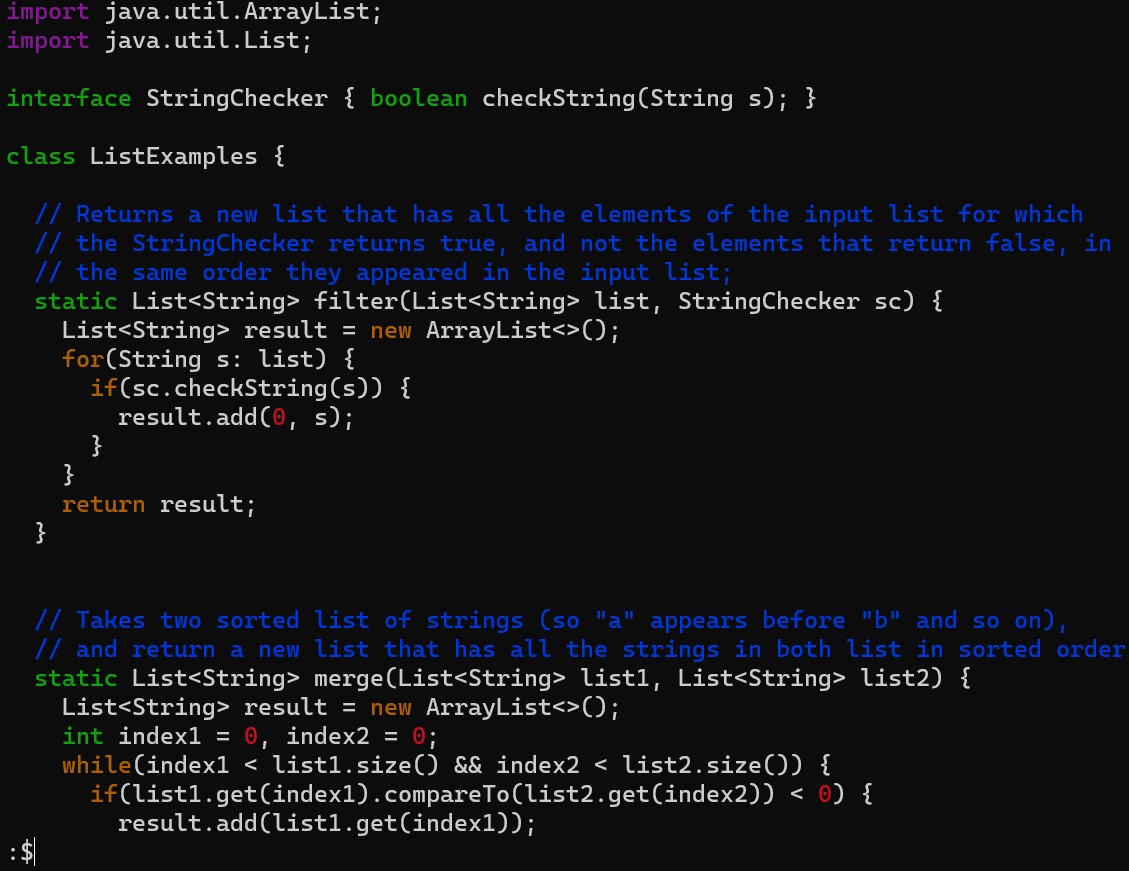 import java.util.ArrayList;
import java.util.List;

interface StringChecker { boolean checkString(String s); }

class ListExamples {

  // Returns a new list that has all the elements of the input list for which
  // the StringChecker returns true, and not the elements that return false, in
  // the same order they appeared in the input list;
  static List<String> filter(List<String> list, StringChecker sc) {
    List<String> result = new ArrayList<>();
    for(String s: list) {
      if(sc.checkString(s)) {
        result.add(0, s);
      }
    }
    return result;
  }


  // Takes two sorted list of strings (so "a" appears before "b" and so on),
  // and return a new list that has all the strings in both list in sorted order
  static List<String> merge(List<String> list1, List<String> list2) {
    List<String> result = new ArrayList<>();
    int index1 = 0, index2 = 0;
    while(index1 < list1.size() && index2 < list2.size()) {
      if(list1.get(index1).compareTo(list2.get(index2)) < 0) {
        result.add(list1.get(index1));
:$